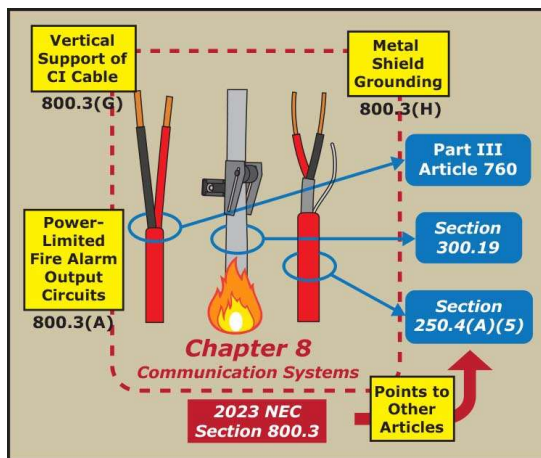 Vertical
Support of
CI Cable
800.3(G)
Metal
Shield
Grounding
800.3(H)
Part III
Article 760
Section
300.19
Section
250.4(A)(5)
Power-
Limited
Fire Alarm
Output
Circuits
800.3(A)
Chapter 8
Communication Systems
2023 NEC
Section 800.3
Points to
Other
Articles